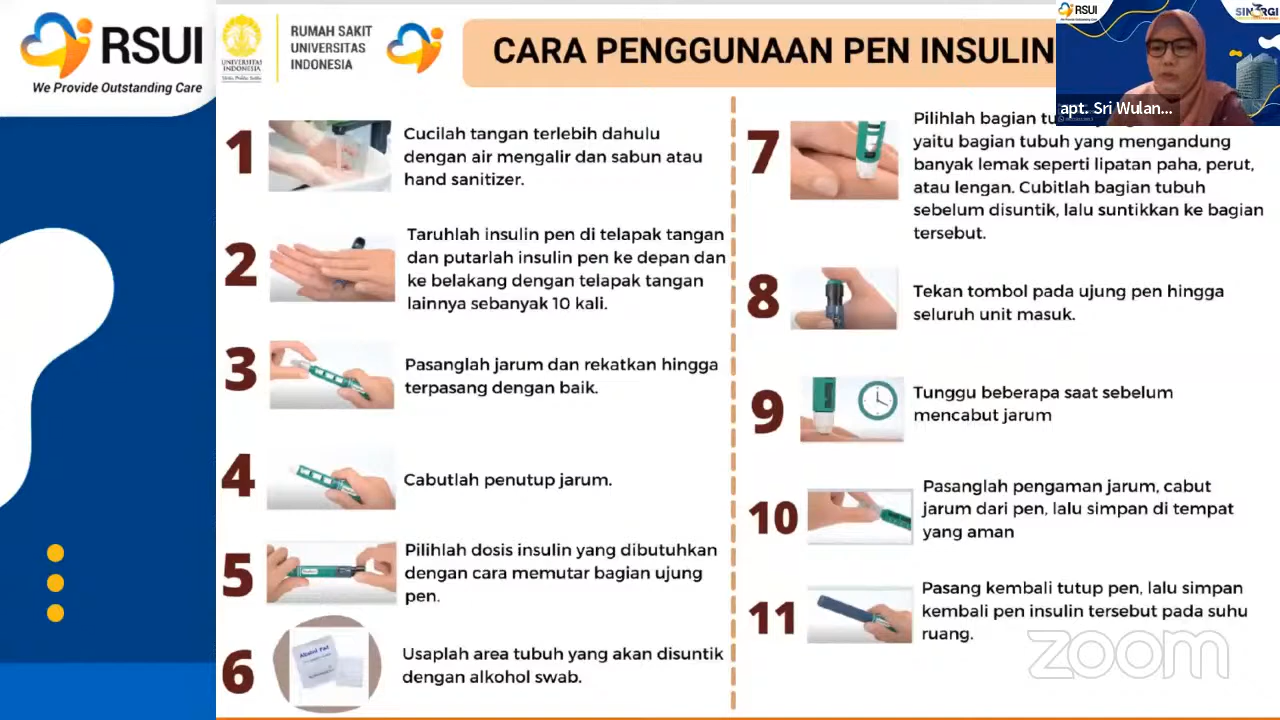 RSUI
We Provide Outstanding Care
UNIVERSITAS
INDONESIA
RUMAH SAKIT
UNIVERSITAS
INDONESIA
CARA PENGGUNAAN PEN INSULIN
RSUI
SINERGI
apt. Sri Wulan...
1
Cucilah tangan terlebih dahulu
dengan air mengalir dan sabun atau
hand sanitizer.
2
Taruhlah insulin pen di telapak tangan
dan putarlah insulin pen ke depan dan
ke belakang dengan telapak tangan
lainnya sebanyak 10 kali.
3
Pasanglah jarum dan rekatkan hingga
terpasang dengan baik.
4
Cabutlah penutup jarum.
5
Pilihlah dosis insulin yang dibutuhkan
dengan cara memutar bagian ujung
pen.
6
Alkohol Pad
Usaplah area tubuh yang akan disuntik
dengan alkohol swab.
7
Pilihlah bagian
yaitu bagian tubuh yang mengandung
banyak lemak seperti lipatan paha, perut,
atau lengan. Cubitlah bagian tubuh
sebelum disuntik, lalu suntikkan ke bagian
tersebut.
8
Tekan tombol pada ujung pen hingga
seluruh unit masuk.
9
Tunggu beberapa saat sebelum
mencabut jarum
10
Pasanglah pengaman jarum, cabut
jarum dari pen, lalu simpan di tempat
yang aman
11
Pasang kembali tutup pen, lalu simpan
kembali pen insulin tersebut pada suhu
ruang.
zoom